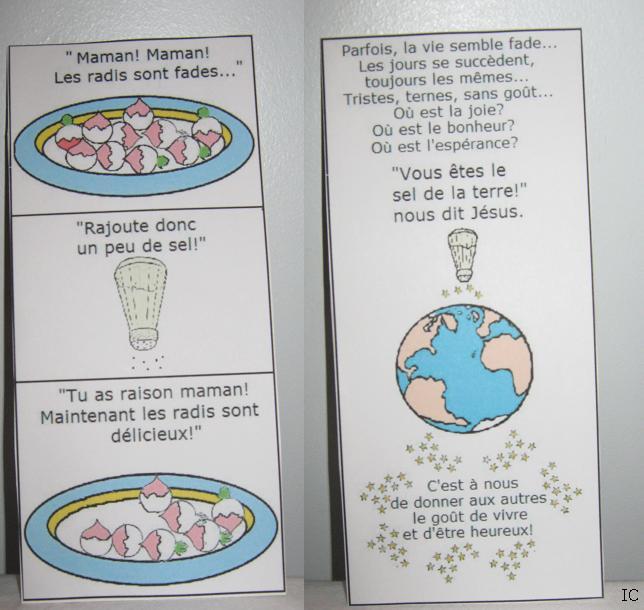 " Maman! Maman!
Les radis sont fades..."
"Rajoute donc
un peu de sel!"
"Tu as raison maman!
Maintenant les radis sont
délicieux!"
Parfois, la vie semble fade...
Les jours se succèdent,
toujours les mêmes...
Tristes, ternes, sans goût...
Où est la joie?
Où est le bonheur?
Où est l'espérance?
"Vous êtes le
sel de la terre!"
nous dit Jésus.
C'est à nous
de donner aux autres
le goût de vivre
et d'être heureux!
IC